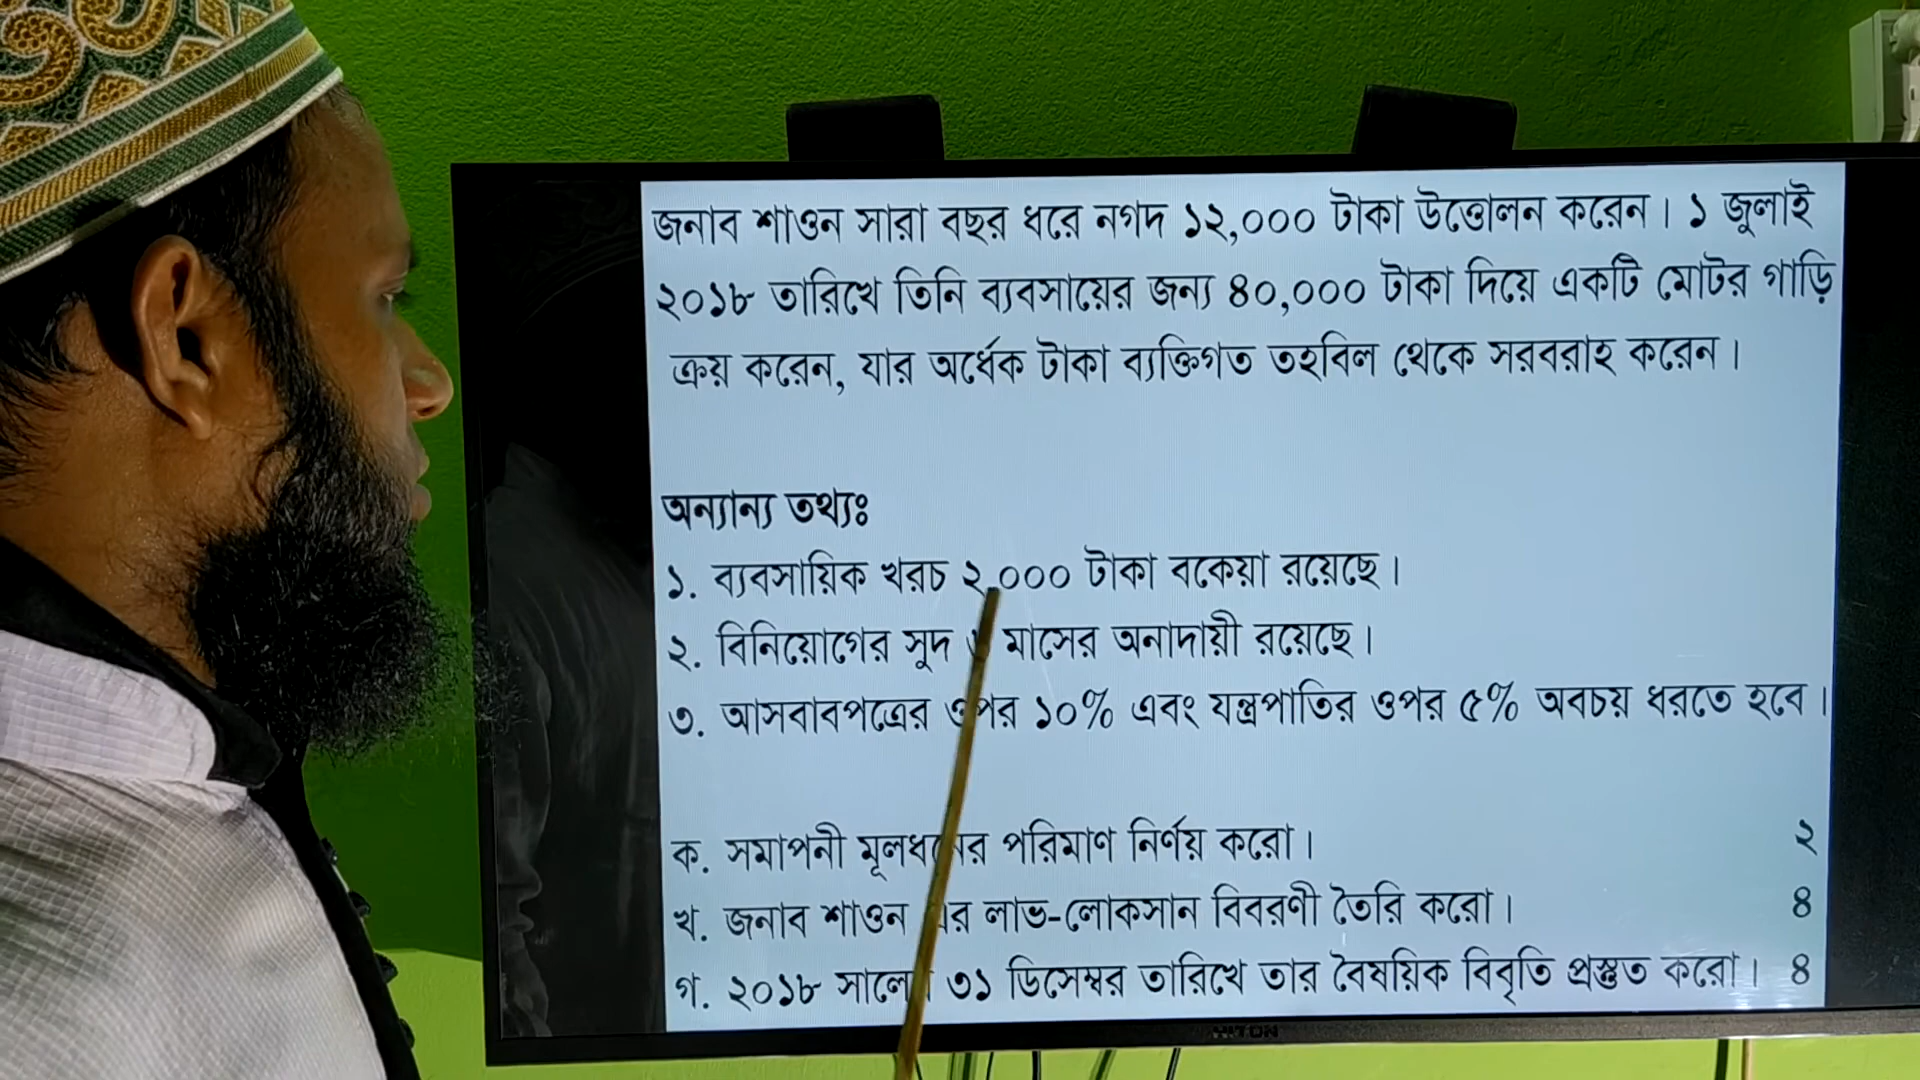 জনাব শাওন সারা বছর ধরে নগদ ১২,০০০ টাকা উত্তোলন করেন। ১ জুলাই
২০১৮ তারিখে তিনি ব্যবসায়ের জন্য ৪০,০০০ টাকা দিয়ে একটি মোটর গাড়ি
ক্রয় করেন, যার অর্ধেক টাকা ব্যক্তিগত তহবিল থেকে সরবরাহ করেন।
অন্যান্য তথ্যঃ
১. ব্যবসায়িক খরচ ২,০০০ টাকা বকেয়া রয়েছে।
২. বিনিয়োগের সুদ মাসের অনাদায়ী রয়েছে।
৩. আসবাবপত্রের ওপর ১০% এবং যন্ত্রপাতির ওপর ৫% অবচয় ধরতে হবে।
ক. সমাপনী মূলধনের পরিমাণ নির্ণয় করো। ২
খ. জনাব শাওন এর লাভ-লোকসান বিবরণী তৈরি করো। ৪
গ. ২০১৮ সালের ৩১ ডিসেম্বর তারিখে তার বৈষয়িক বিবৃতি প্রস্তুত করো। ৪